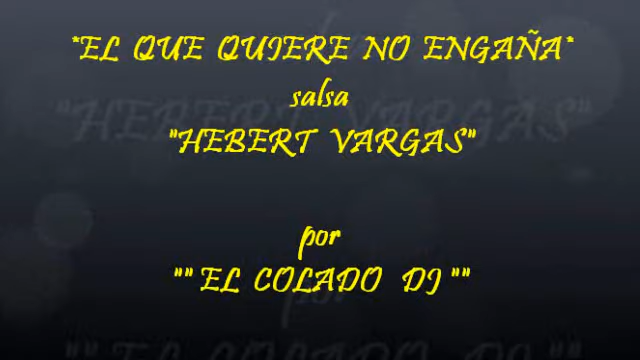 *EL QUE QUIERE NO ENGAÑA*
salsa
"HEBERT VARGAS"
por
"" EL COLADO DJ ""